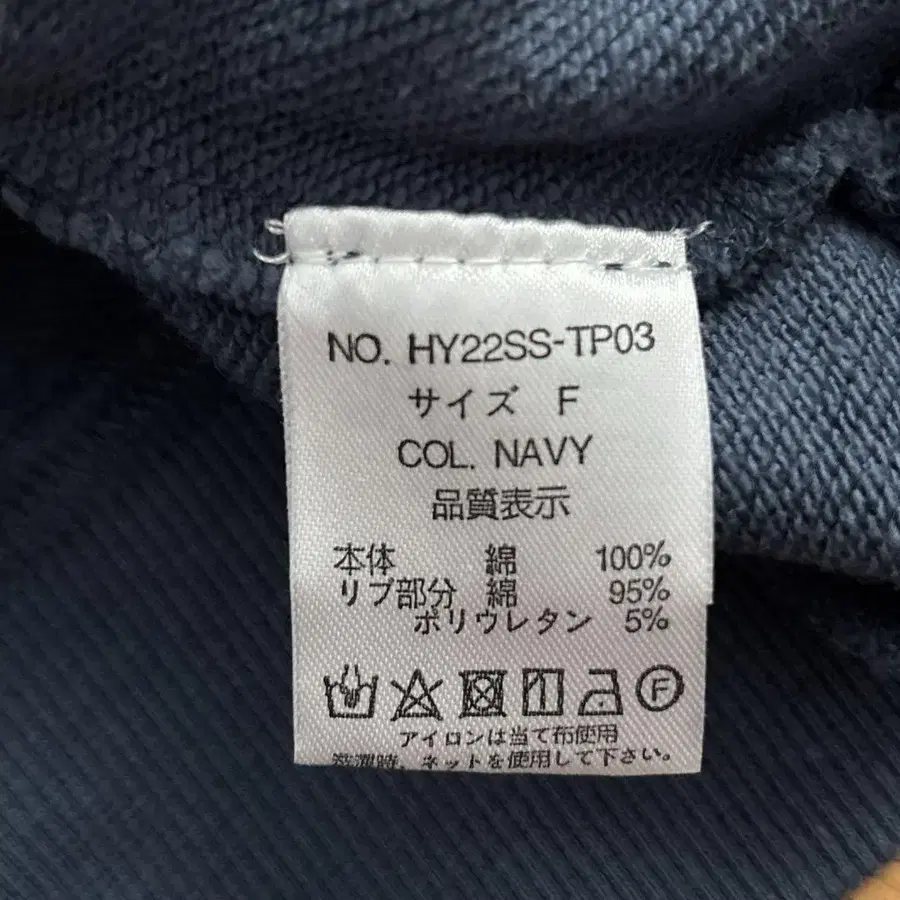 NO. HY22SS-TP03
サイズ F
COL. NAVY
品質表示
本体 綿 100%
リブ部分 綿 95%
ポリウレタン 5%
F
アイロンは当て布使用
洗濯時、ネットを使用して下さい。